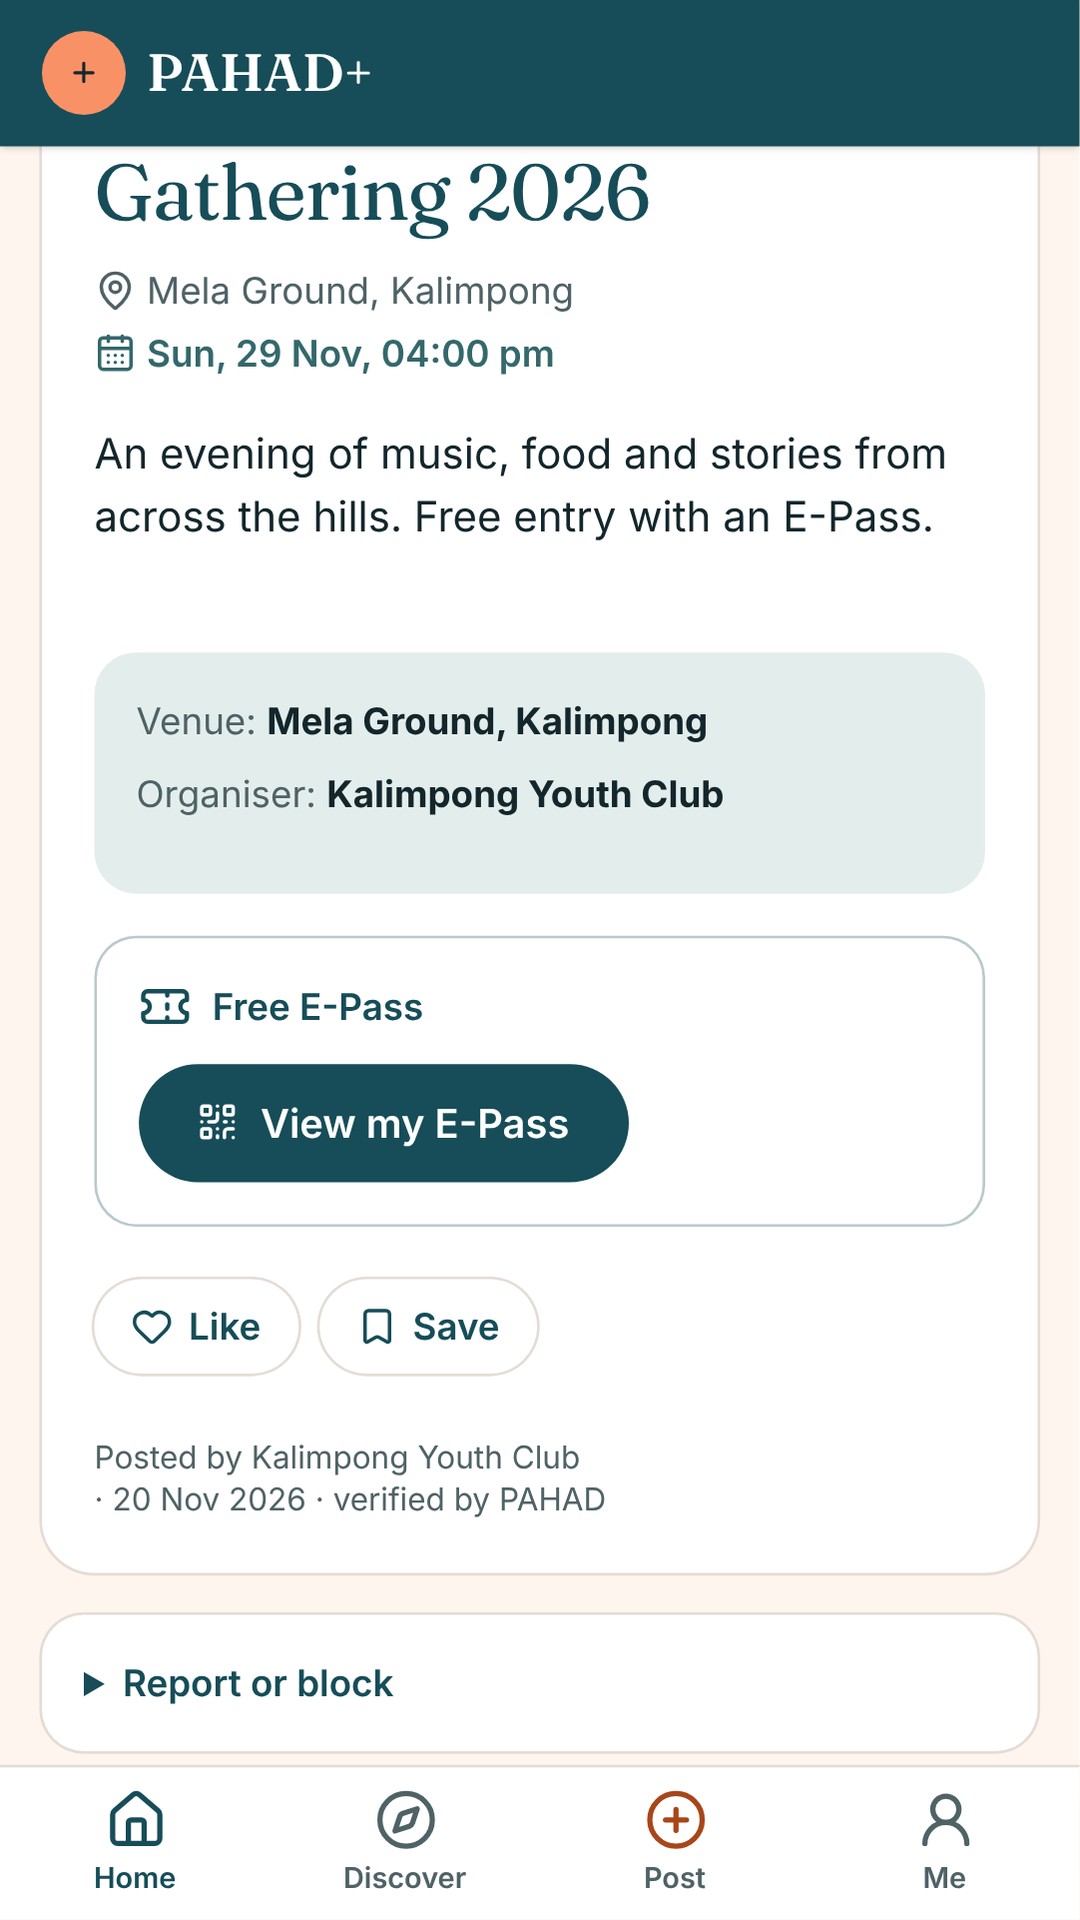 PAHAD+
Gathering 2026
Mela Ground, Kalimpong
Sun, 29 Nov, 04:00 pm
An evening of music, food and stories from
across the hills. Free entry with an E-Pass.
Venue: Mela Ground, Kalimpong
Organiser: Kalimpong Youth Club
Free E-Pass
View my E-Pass
Like
Save
Posted by Kalimpong Youth Club
· 20 Nov 2026 · verified by PAHAD
Report or block
Home
Discover
Post
Me